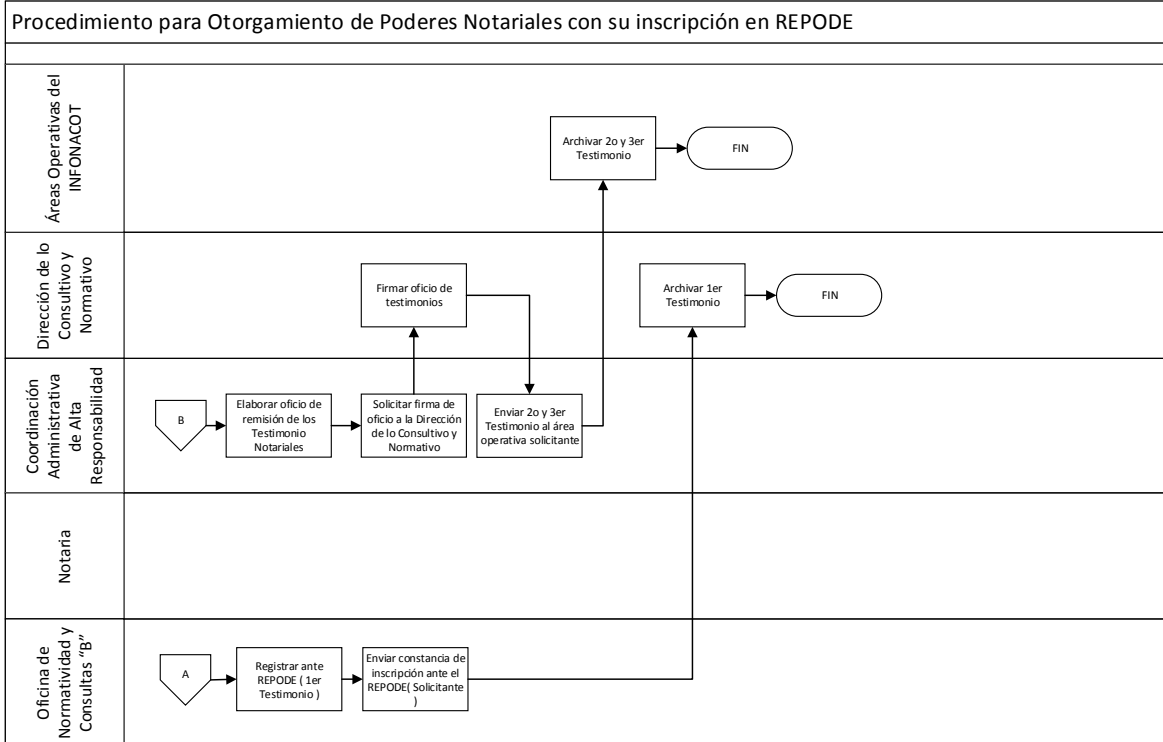 Procedimiento para Otorgamiento de Poderes Notariales con su inscripción en REPODE
Áreas Operativas del
INFONACOT
Archivar 2o y 3er
Testimonio
FIN
Dirección de lo
Consultivo y
Normativo
Firmar oficio de
testimonios
Archivar 1er
Testimonio
FIN
Coordinación
Administrativa
de Alta
Responsabilidad
B
Elaborar oficio de
remisión de los
Testimonio
Notariales
Solicitar firma de
oficio a la Dirección
de lo Consultivo y
Normativo
Enviar 2o y 3er
Testimonio al área
operativa solicitante
Notaria
Oficina de
Normatividad y
Consultas “B”
A
Registrar ante
REPODE ( 1er
Testimonio )
Enviar constancia de
inscripción ante el
REPODE( Solicitante
)